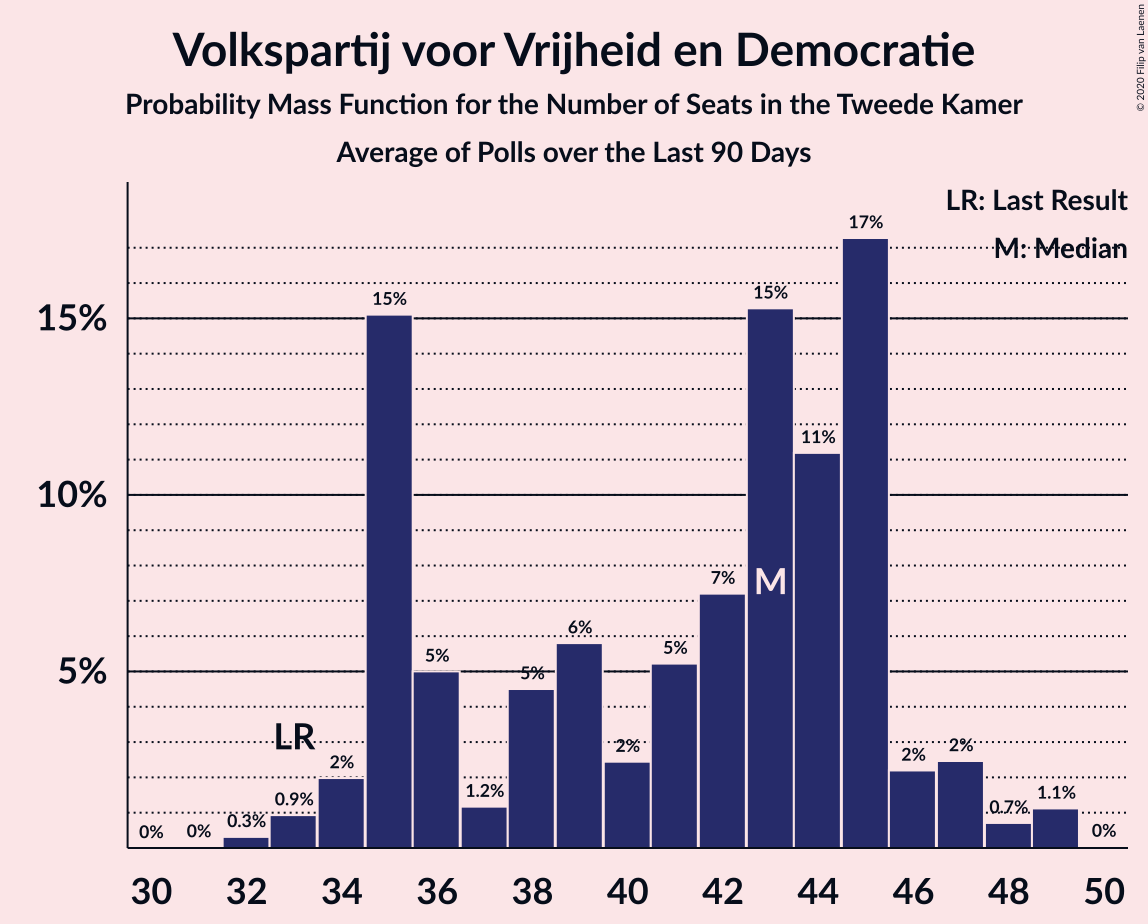 Volkspartij voor Vrijheid en Democratie
Probability Mass Function for the Number of Seats in the Tweede Kamer
Average of Polls over the Last 90 Days
© 2020 Filip van Laenen
LR: Last Result
M: Median
15%
10%
5%
0%
0%
0.3%
0.9%
2%
15%
5%
1.2%
5%
6%
2%
5%
7%
15%
11%
17%
2%
2%
0.7%
1.1%
0%
LR
M
30 32 34 36 38 40 42 44 46 48 50